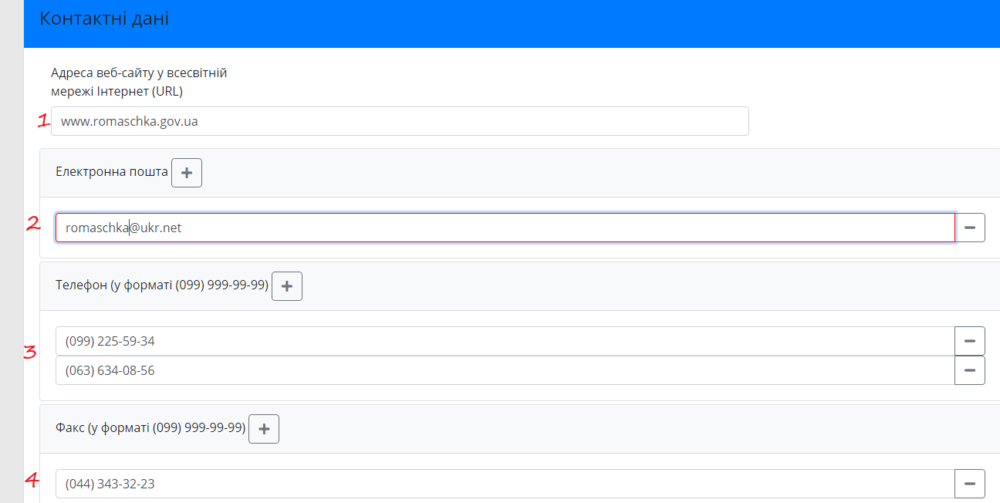 Контактні дані
Адреса веб-сайту у всесвітній
мережі Інтернет (URL)
1 www.romaschka.gov.ua
Електронна пошта +
2 romaschka@ukr.net −
Телефон (у форматі (099) 999-99-99) +
3
(099) 225-59-34 −
(063) 634-08-56 −
Факс (у форматі (099) 999-99-99) +
4 (044) 343-32-23 −